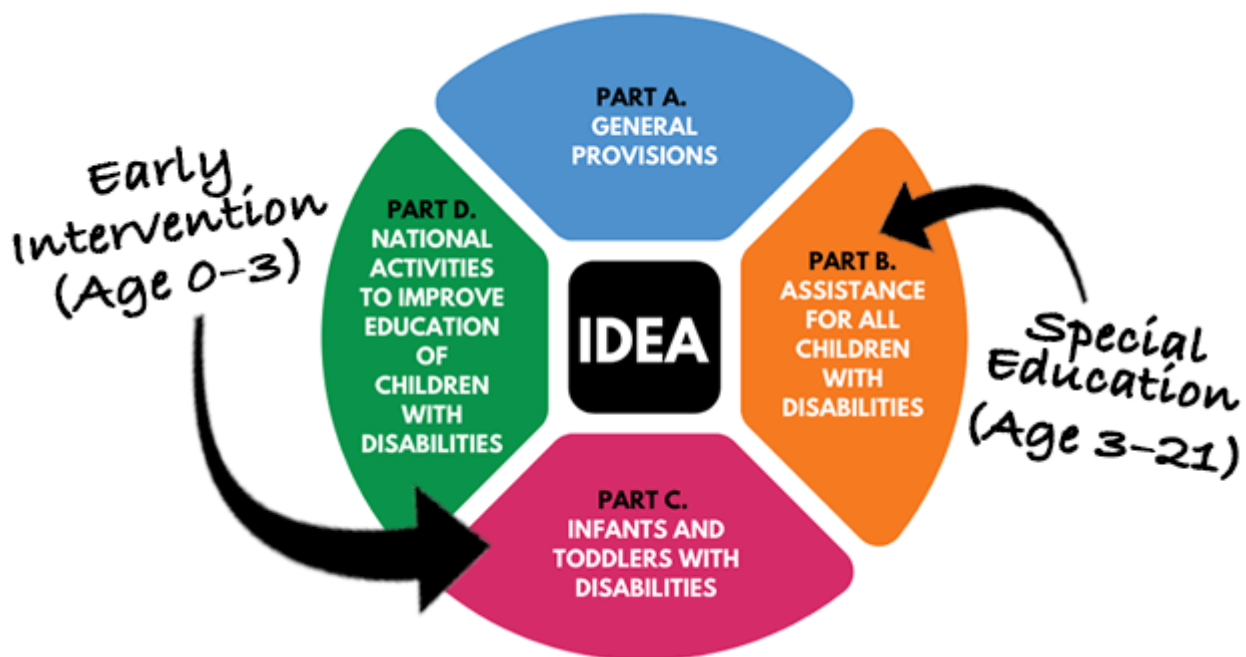 PART A.
GENERAL
PROVISIONS
Early
Intervention
(Age 0-3)
PART D.
NATIONAL
ACTIVITIES
TO IMPROVE
EDUCATION
OF
CHILDREN
WITH
DISABILITIES
IDEA
PART B.
ASSISTANCE
FOR ALL
CHILDREN
WITH
DISABILITIES
Special
Education
(Age 3-21)
PART C.
INFANTS AND
TODDLERS WITH
DISABILITIES